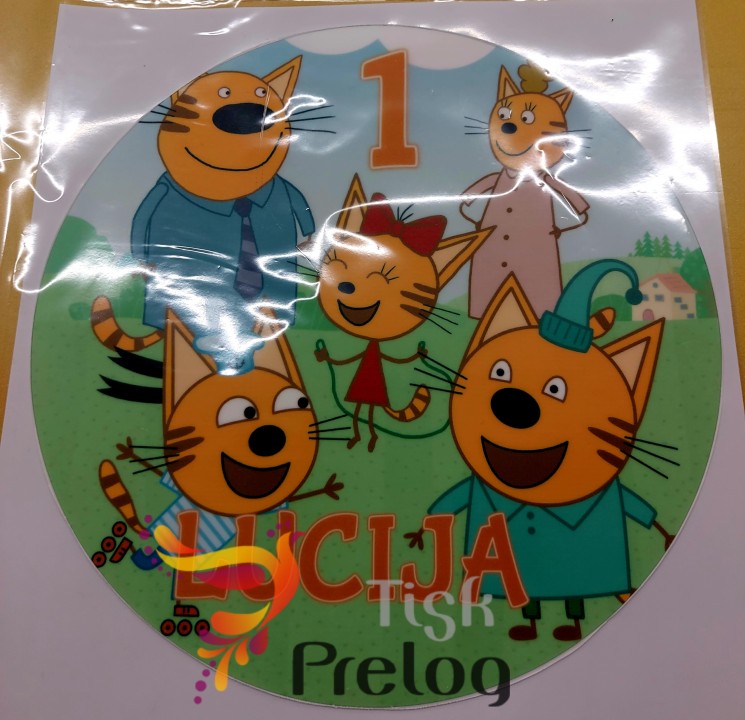 1
LUCIJA
Tisk
Prelog